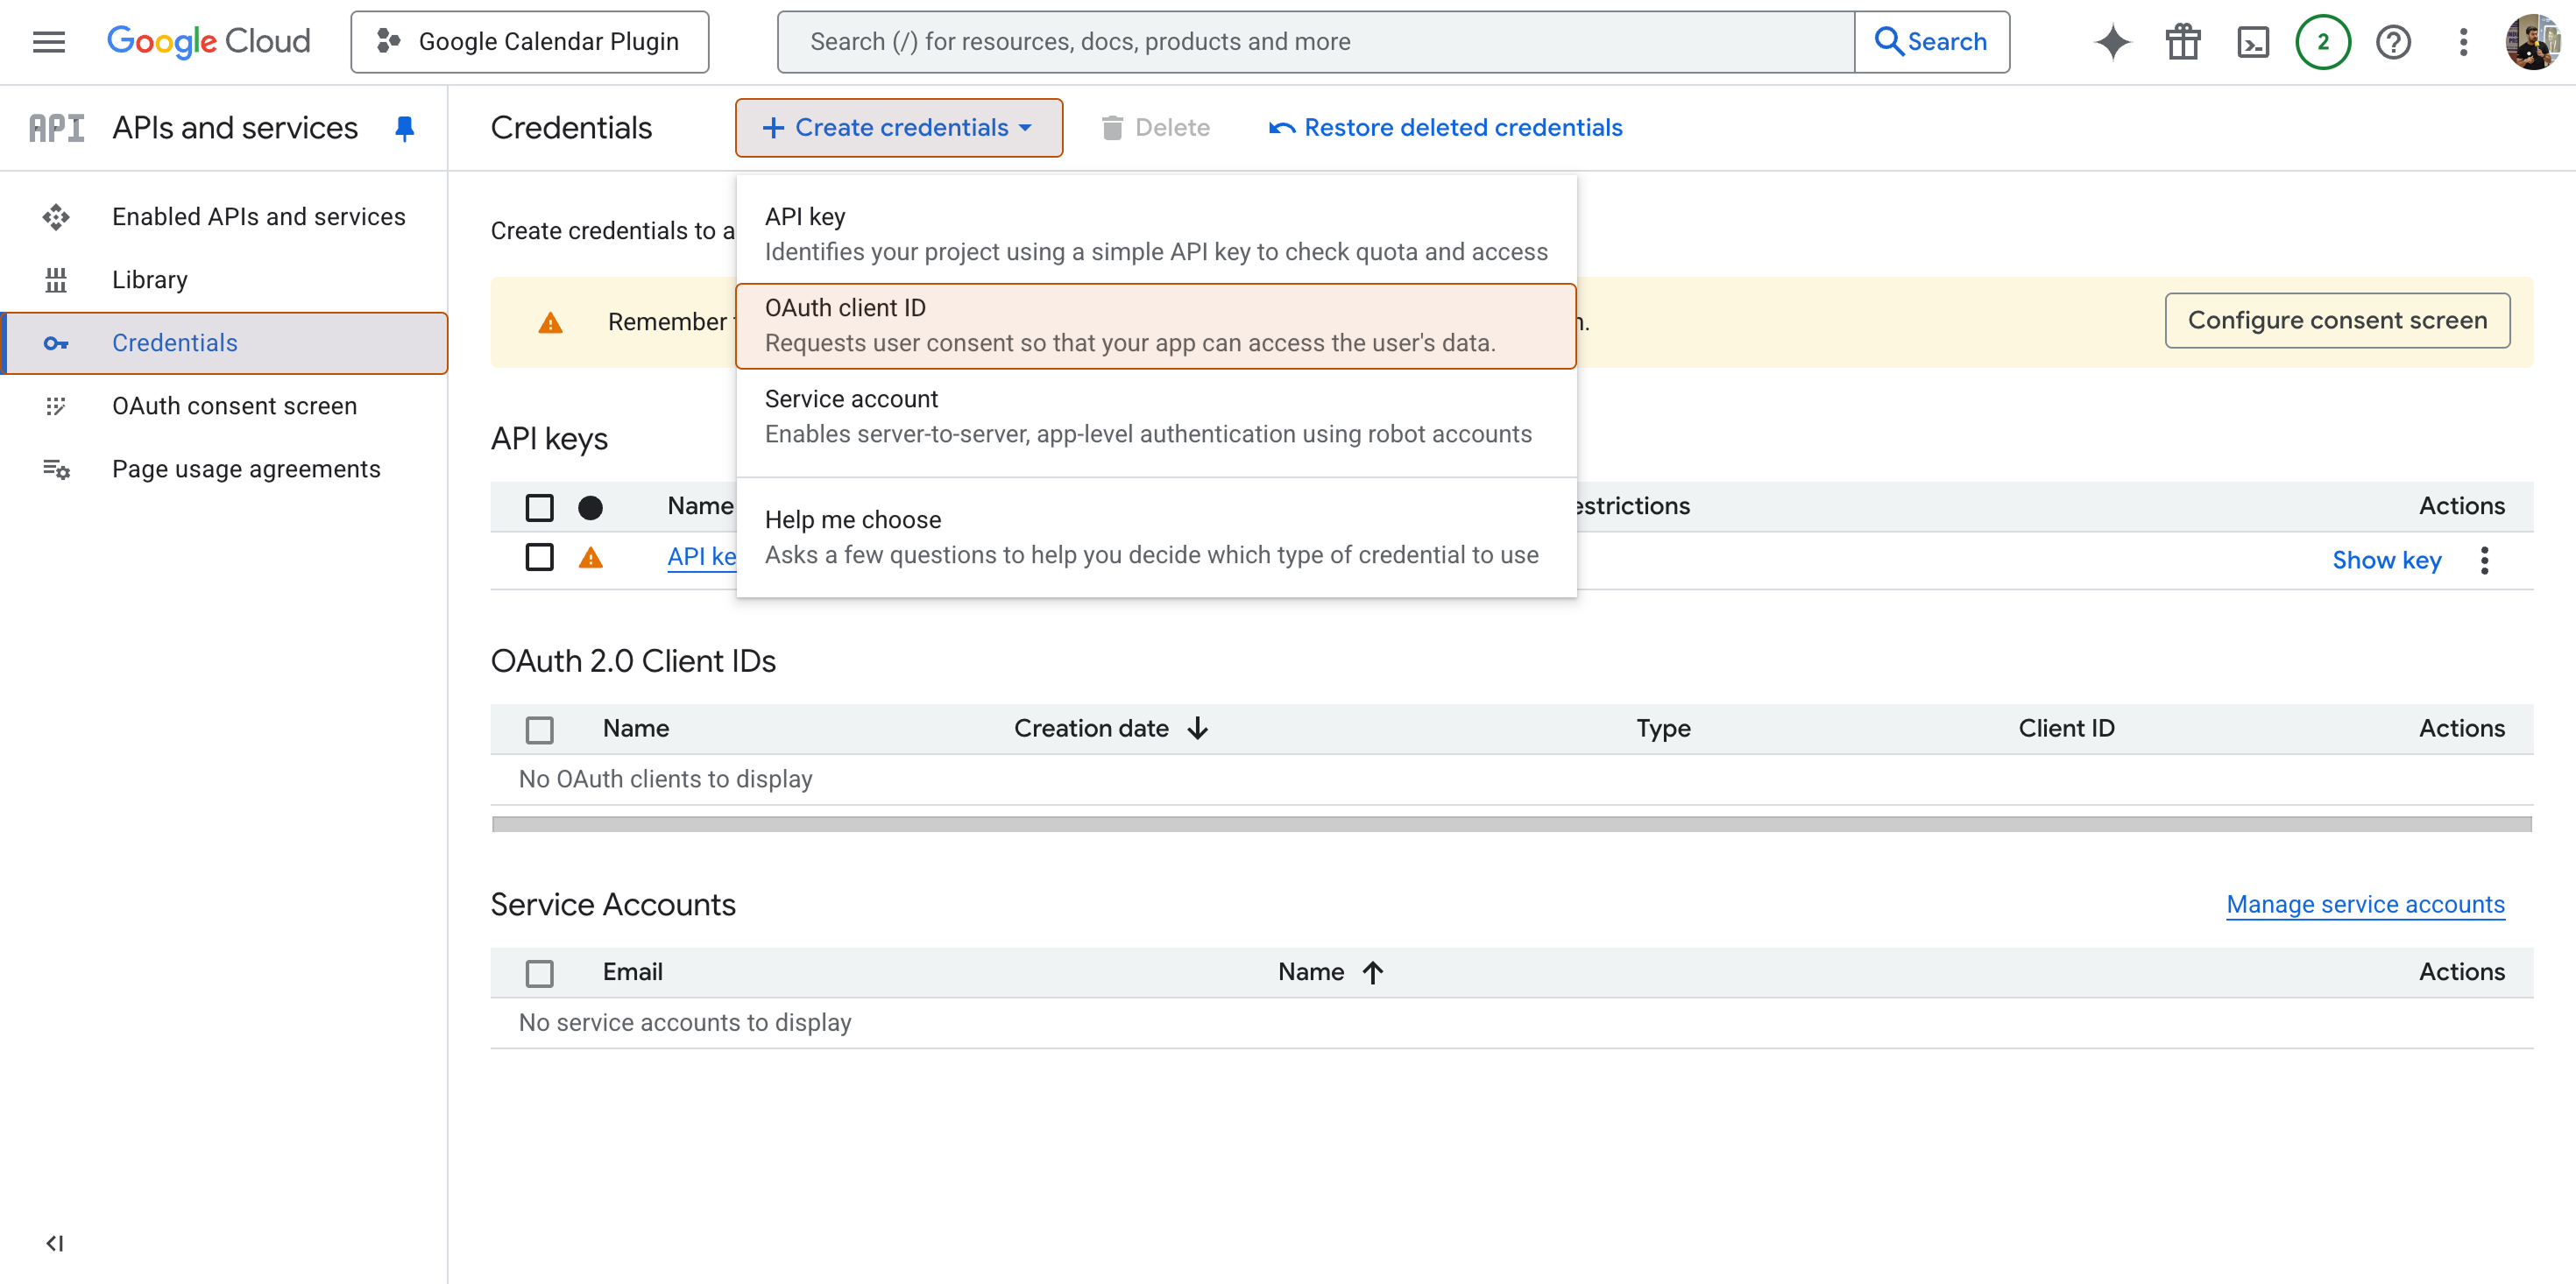 Google Cloud
Google Calendar Plugin
Search (/) for resources, docs, products and more
Search
2
API
APIs and services
Credentials
Create credentials
Delete
Restore deleted credentials
Enabled APIs and services
Library
Credentials
OAuth consent screen
Page usage agreements
Create credentials to a
API key
Identifies your project using a simple API key to check quota and access
OAuth client ID
Requests user consent so that your app can access the user's data.
Service account
Enables server-to-server, app-level authentication using robot accounts
Help me choose
Asks a few questions to help you decide which type of credential to use
Remember
Configure consent screen
API keys
Name
estrictions
Actions
API ke
Show key
OAuth 2.0 Client IDs
Name
Creation date
Type
Client ID
Actions
No OAuth clients to display
Service Accounts
Manage service accounts
Email
Name
Actions
No service accounts to display